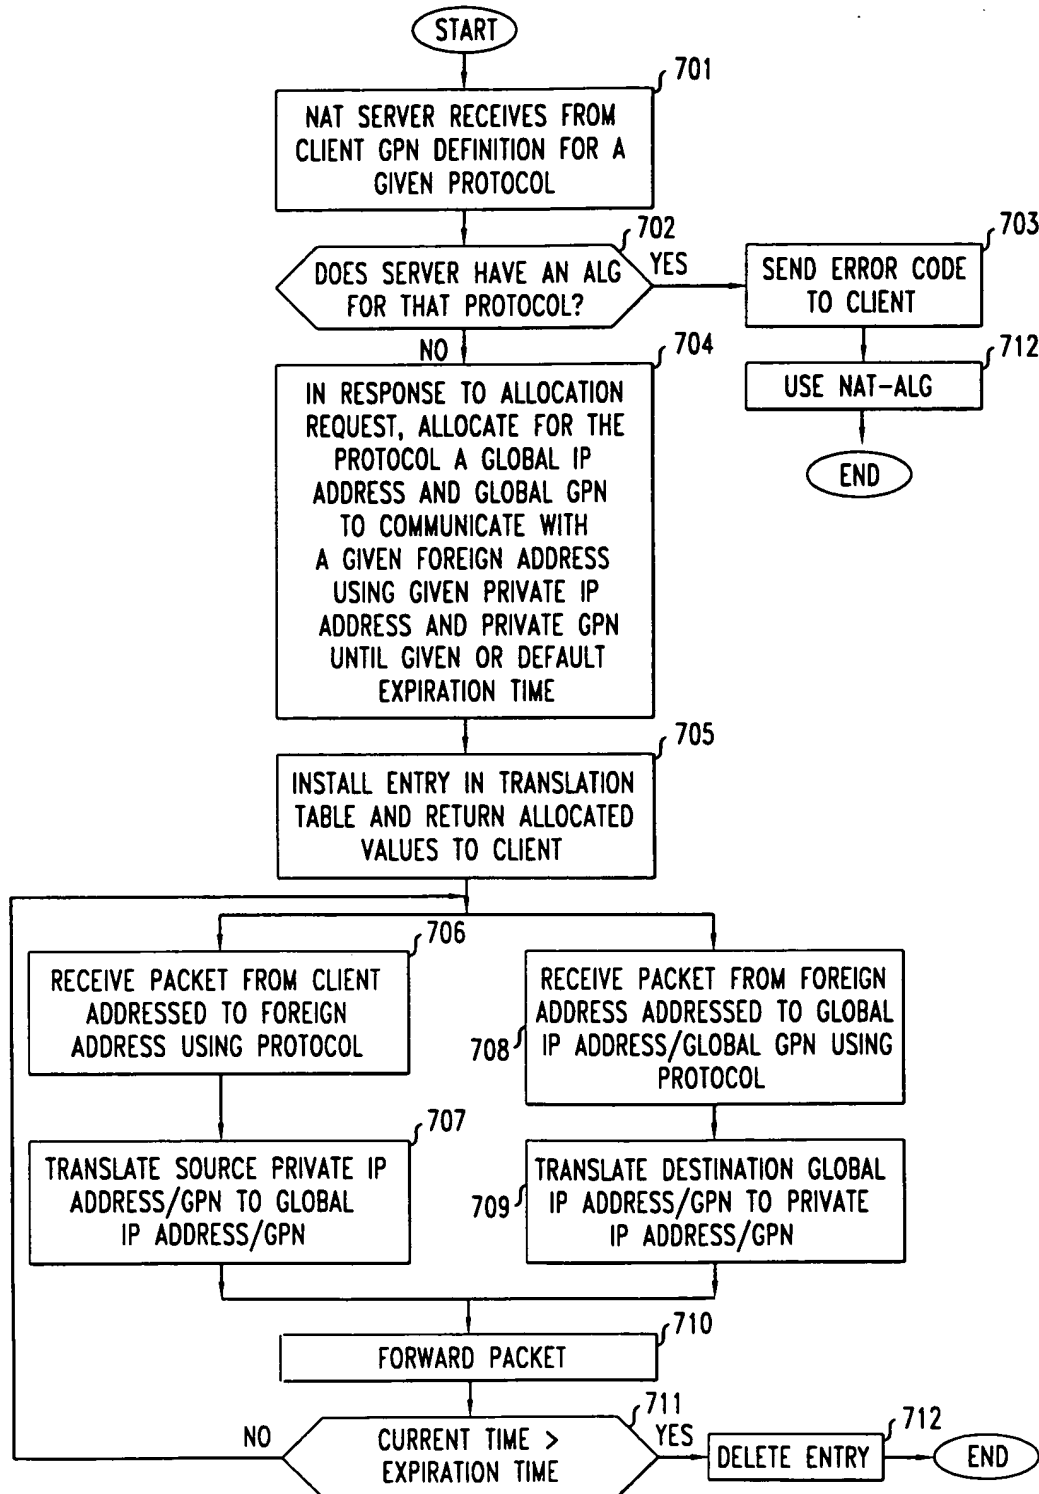 START
701
NAT SERVER RECEIVES FROM
CLIENT GPN DEFINITION FOR A
GIVEN PROTOCOL
702
DOES SERVER HAVE AN ALG
FOR THAT PROTOCOL?
YES
703
SEND ERROR CODE
TO CLIENT
712
USE NAT-ALG
END
NO
704
IN RESPONSE TO ALLOCATION
REQUEST, ALLOCATE FOR THE
PROTOCOL A GLOBAL IP
ADDRESS AND GLOBAL GPN
TO COMMUNICATE WITH
A GIVEN FOREIGN ADDRESS
USING GIVEN PRIVATE IP
ADDRESS AND PRIVATE GPN
UNTIL GIVEN OR DEFAULT
EXPIRATION TIME
705
INSTALL ENTRY IN TRANSLATION
TABLE AND RETURN ALLOCATED
VALUES TO CLIENT
706
RECEIVE PACKET FROM CLIENT
ADDRESSED TO FOREIGN
ADDRESS USING PROTOCOL
708
RECEIVE PACKET FROM FOREIGN
ADDRESS ADDRESSED TO GLOBAL
IP ADDRESS/GLOBAL GPN USING
PROTOCOL
707
TRANSLATE SOURCE PRIVATE IP
ADDRESS/GPN TO GLOBAL
IP ADDRESS/GPN
709
TRANSLATE DESTINATION GLOBAL
IP ADDRESS/GPN TO PRIVATE
IP ADDRESS/GPN
710
FORWARD PACKET
711
CURRENT TIME >
EXPIRATION TIME
NO
YES
712
DELETE ENTRY
END